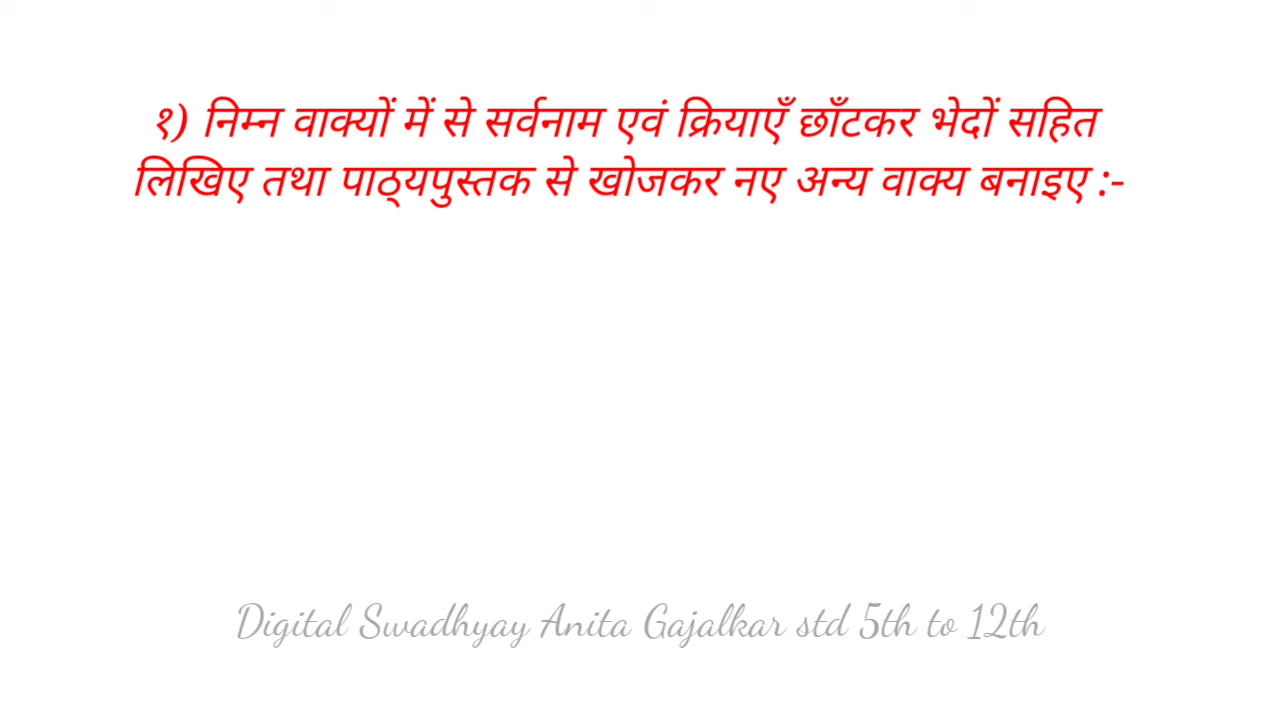 १) निम्न वाक्यों में से सर्वनाम एवं क्रियाएँ छाँटकर भेदों सहित
लिखिए तथा पाठ्यपुस्तक से खोजकर नए अन्य वाक्य बनाइए :-
Digital Swadhyay Anita Gajalkar std 5th to 12th